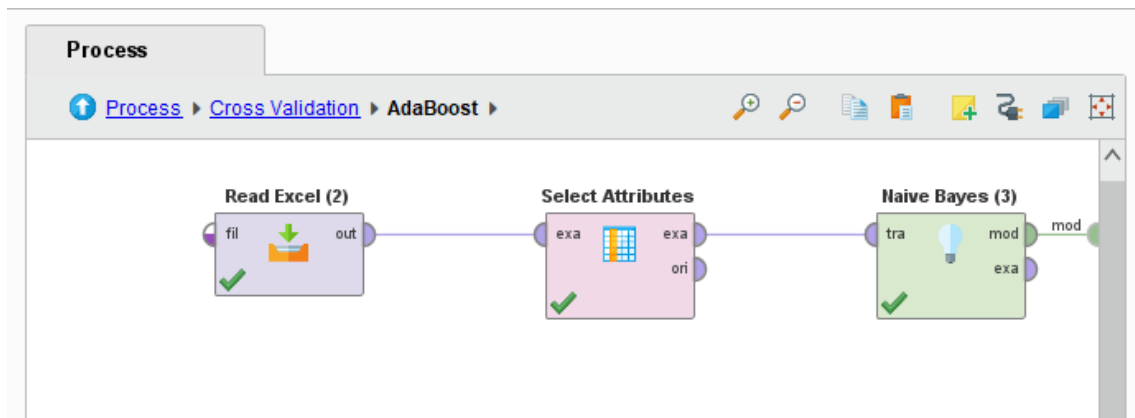 Process
Process Cross Validation AdaBoost
Read Excel (2) Select Attributes Naive Bayes (3)
fil out exa exa tra mod mod
ori exa